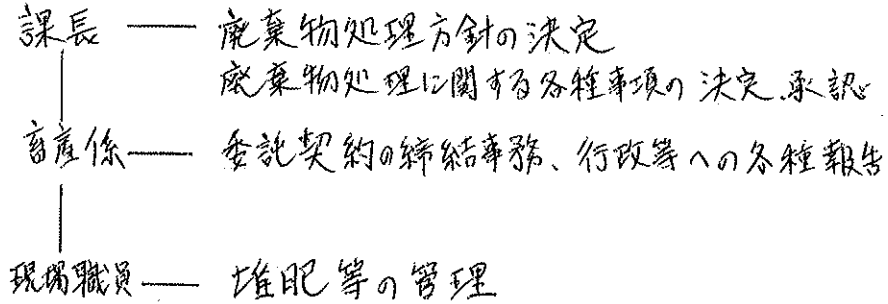 課長 ── 廃棄物処理方針の決定
廃棄物処理に関する各種事項の決定、承認
畜産係 ── 委託契約の締結事務、行政等への各種報告
現場職員 ── 堆肥等の管理